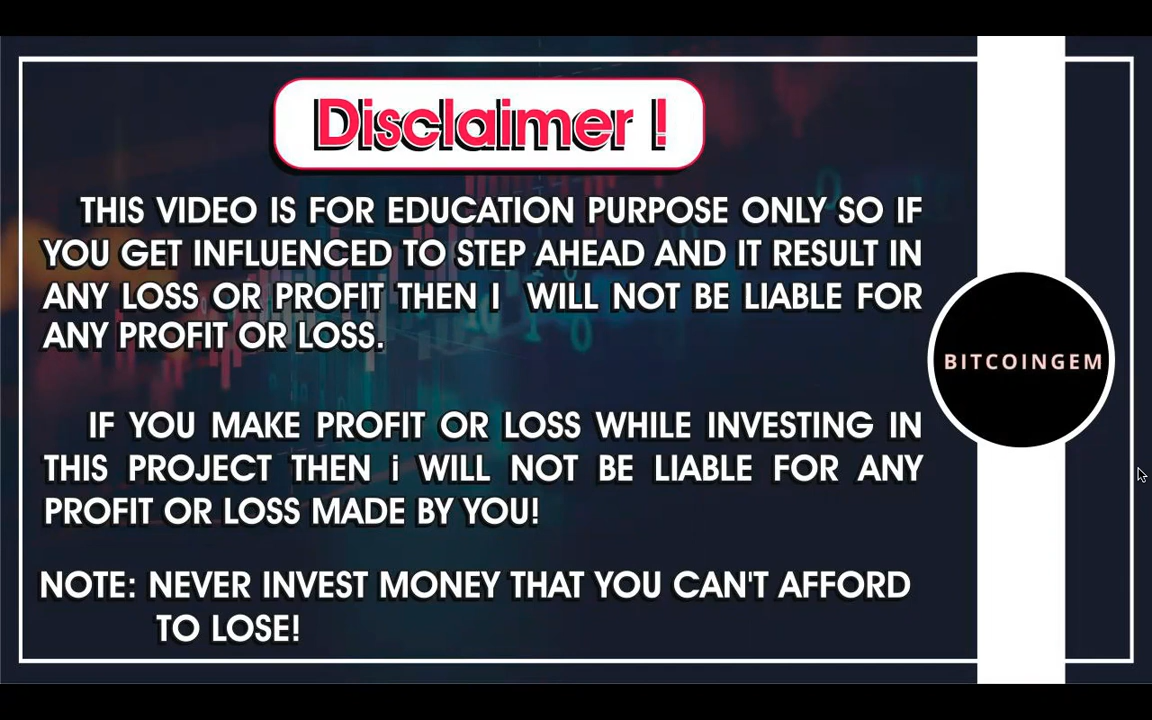 Disclaimer !
THIS VIDEO IS FOR EDUCATION PURPOSE ONLY SO IF
YOU GET INFLUENCED TO STEP AHEAD AND IT RESULT IN
ANY LOSS OR PROFIT THEN I WILL NOT BE LIABLE FOR
ANY PROFIT OR LOSS.
IF YOU MAKE PROFIT OR LOSS WHILE INVESTING IN
THIS PROJECT THEN i WILL NOT BE LIABLE FOR ANY
PROFIT OR LOSS MADE BY YOU!
NOTE: NEVER INVEST MONEY THAT YOU CAN'T AFFORD
TO LOSE!
BITCOINGEM